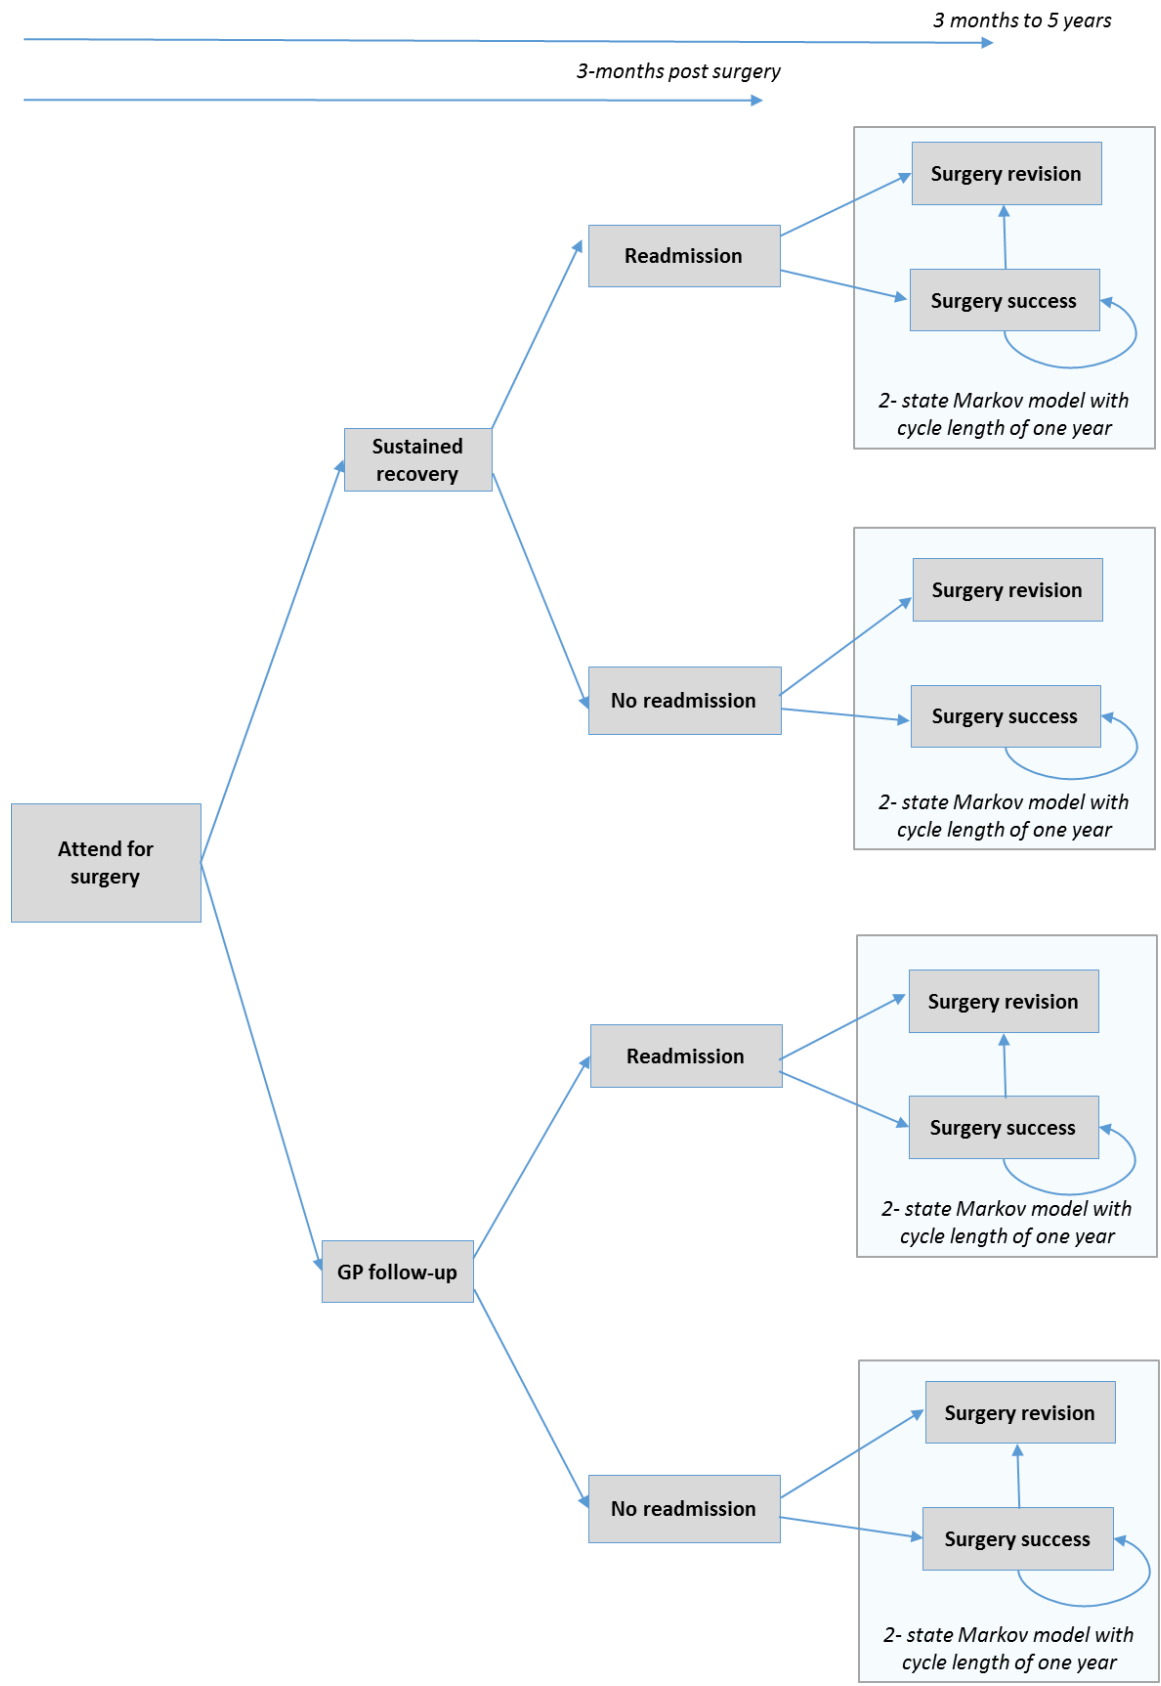 3 months to 5 years
3-months post surgery
Surgery revision
Readmission
Surgery success
2- state Markov model with
cycle length of one year
Sustained
recovery
Surgery revision
No readmission
Surgery success
2- state Markov model with
cycle length of one year
Attend for
surgery
Surgery revision
Readmission
Surgery success
2- state Markov model with
cycle length of one year
GP follow-up
Surgery revision
No readmission
Surgery success
2- state Markov model with
cycle length of one year